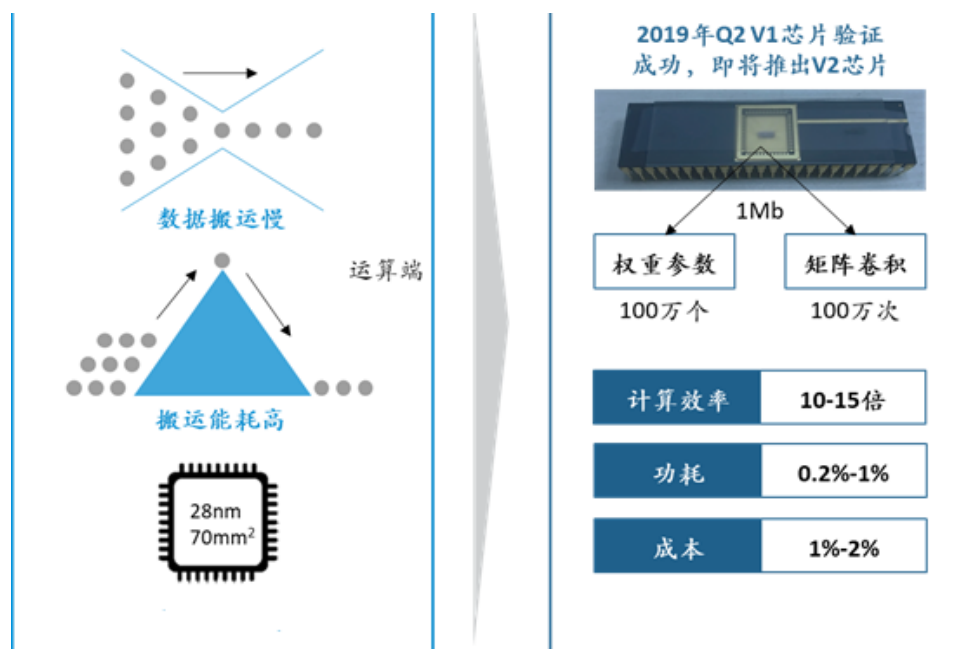 数据搬运慢
运算端
搬运能耗高
28nm
70mm²
2019年Q2 V1芯片验证
成功，即将推出V2芯片
1Mb
权重参数
矩阵卷积
100万个
100万次
计算效率
10-15倍
功耗
0.2%-1%
成本
1%-2%